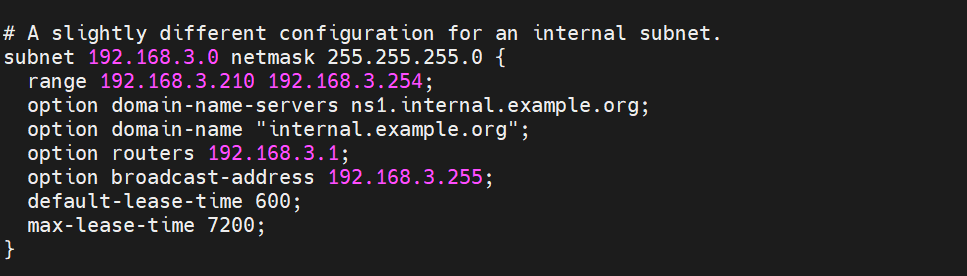 # A slightly different configuration for an internal subnet.
subnet 192.168.3.0 netmask 255.255.255.0 {
  range 192.168.3.210 192.168.3.254;
  option domain-name-servers ns1.internal.example.org;
  option domain-name "internal.example.org";
  option routers 192.168.3.1;
  option broadcast-address 192.168.3.255;
  default-lease-time 600;
  max-lease-time 7200;
}